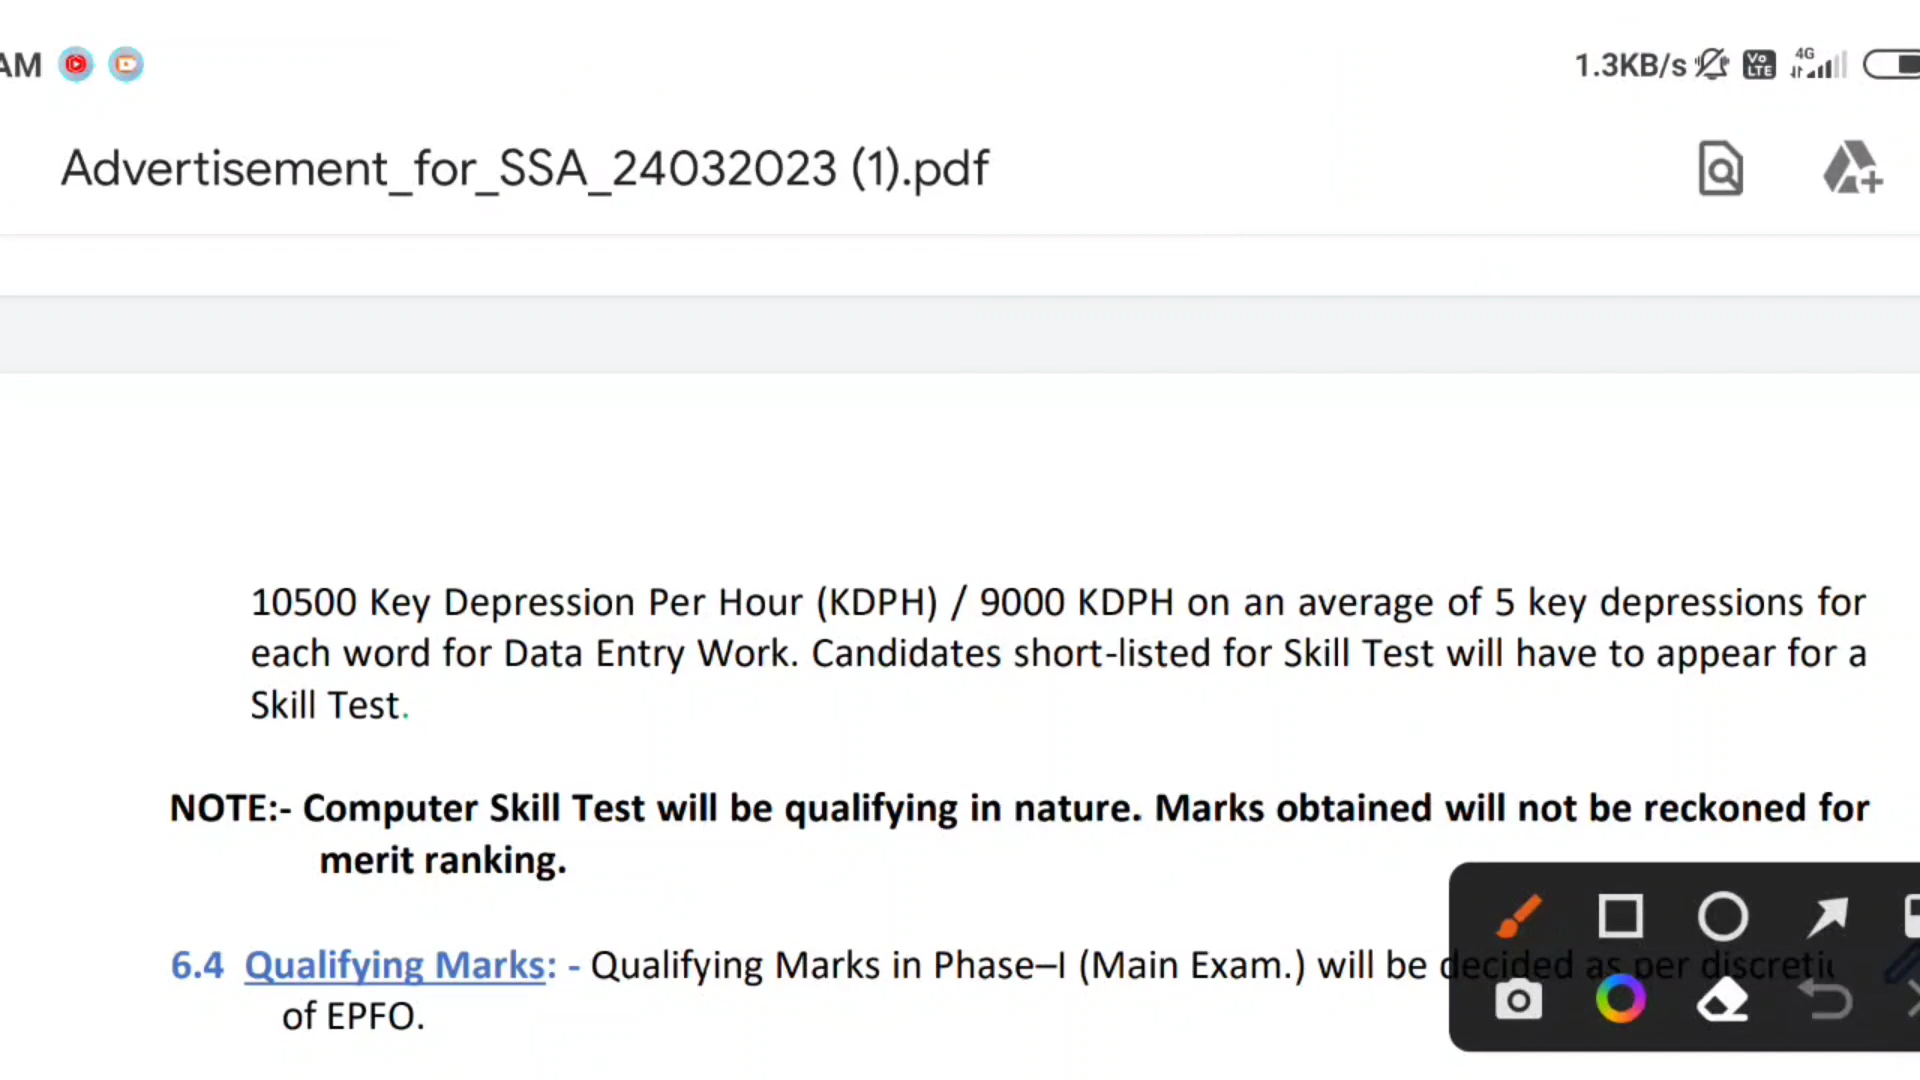 AM 1.3KB/s Vo LTE 4G
Advertisement_for_SSA_24032023 (1).pdf
10500 Key Depression Per Hour (KDPH) / 9000 KDPH on an average of 5 key depressions for
each word for Data Entry Work. Candidates short-listed for Skill Test will have to appear for a
Skill Test.
NOTE:- Computer Skill Test will be qualifying in nature. Marks obtained will not be reckoned for
merit ranking.
6.4 Qualifying Marks: - Qualifying Marks in Phase–I (Main Exam.) will be decided as per
of EPFO.